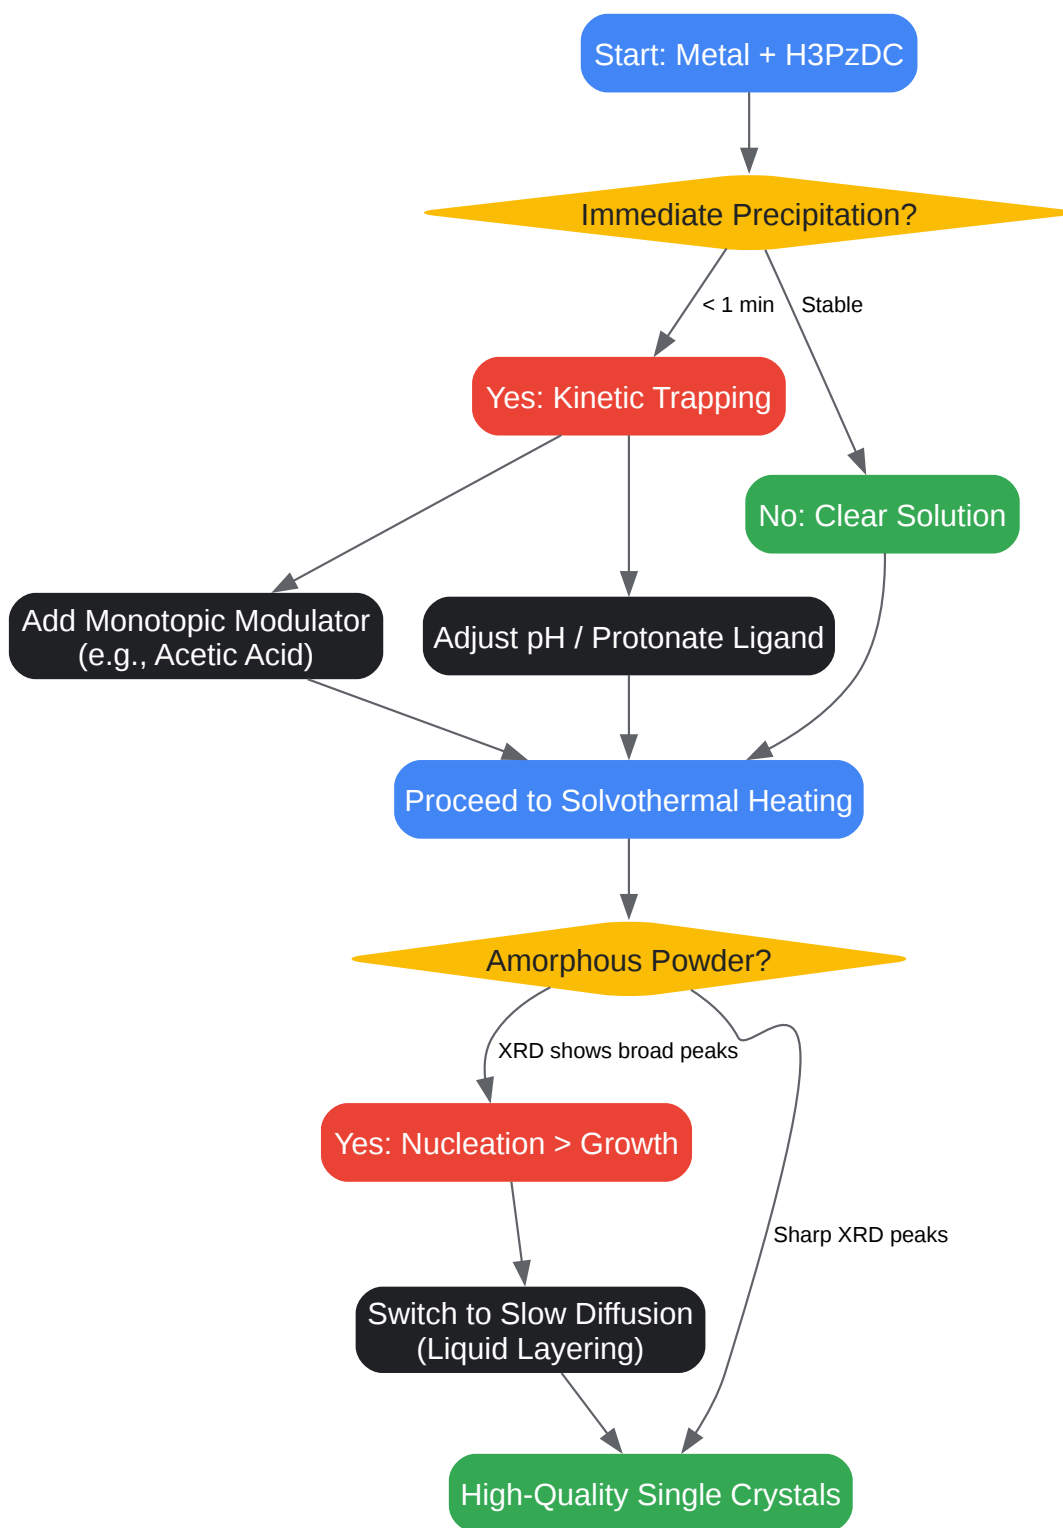 Start: Metal + H3PzDC
Immediate Precipitation?
< 1 min
Stable
Yes: Kinetic Trapping
No: Clear Solution
Add Monotopic Modulator
(e.g., Acetic Acid)
Adjust pH / Protonate Ligand
Proceed to Solvothermal Heating
Amorphous Powder?
XRD shows broad peaks
Yes: Nucleation > Growth
Sharp XRD peaks
Switch to Slow Diffusion
(Liquid Layering)
High-Quality Single Crystals